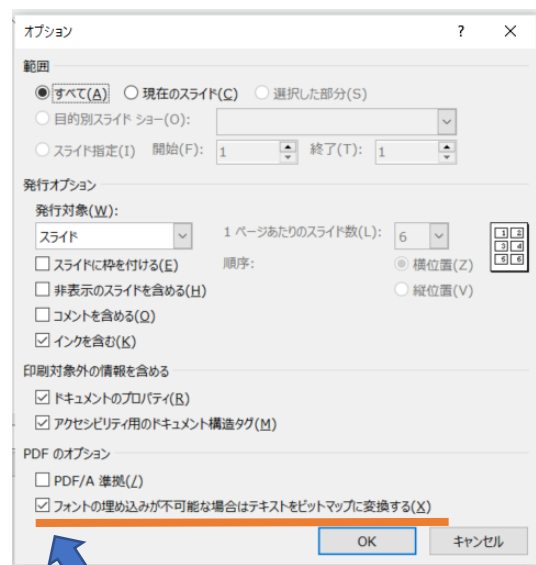 オプション ? ×
範囲
すべて(A) 現在のスライド(C) 選択した部分(S)
目的別スライド ショー(O):
スライド指定(I) 開始(F): 1 終了(T): 1
発行オプション
発行対象(W):
スライド 1 ページあたりのスライド数(L): 6
スライドに枠を付ける(E) 順序: 横位置(Z)
非表示のスライドを含める(H) 縦位置(V)
コメントを含める(O)
インクを含む(K)
印刷対象外の情報を含める
ドキュメントのプロパティ(R)
アクセシビリティ用のドキュメント構造タグ(M)
PDF のオプション
PDF/A 準拠(/)
フォントの埋め込みが不可能な場合はテキストをビットマップに変換する(X)
OK キャンセル